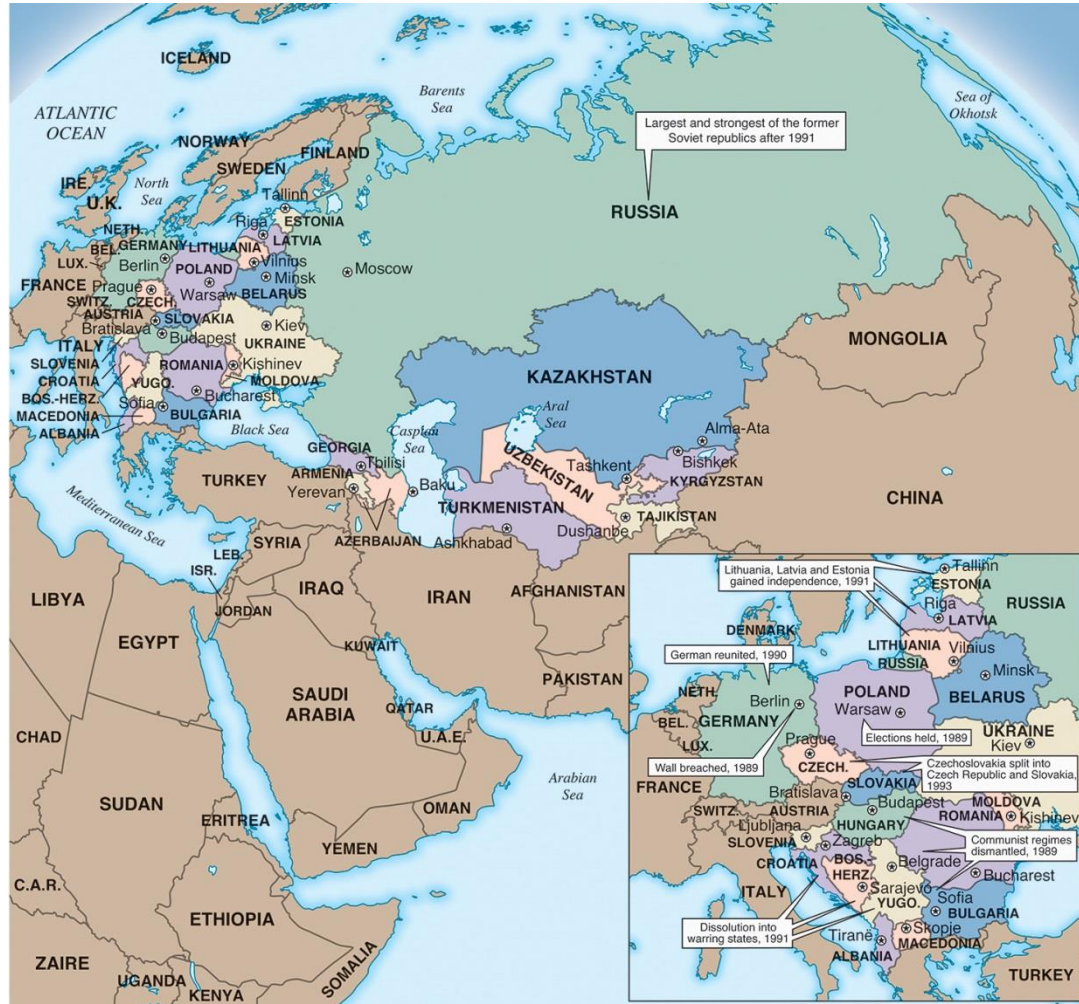 ICELAND
ATLANTIC
OCEAN
Barents
Sea
Sea of
Okhotsk
Largest and strongest of the former
Soviet republics after 1991
NORWAY
FINLAND
SWEDEN
RUSSIA
IRE.
U.K.
North
Sea
Tallinn
ESTONIA
Riga
LATVIA
NETH.
GERMANY
LITHUANIA
BEL.
Berlin
Vilnius
LUX.
POLAND
Minsk
Moscow
FRANCE
Prague
Warsaw
BELARUS
SWITZ.
CZECH.
AUSTRIA
SLOVAKIA
Bratislava
Kiev
MONGOLIA
ITALY
Budapest
UKRAINE
SLOVENIA
ROMANIA
Kishinev
KAZAKHSTAN
CROATIA
YUGO.
MOLDOVA
BOS.-HERZ.
Sofia
Bucharest
MACEDONIA
BULGARIA
Aral
Sea
ALBANIA
Black Sea
Caspian
Sea
Alma-Ata
GEORGIA
Tbilisi
Tashkent
Bishkek
UZBEKISTAN
KYRGYZSTAN
TURKEY
ARMENIA
Yerevan
Baku
TURKMENISTAN
CHINA
Mediterranean Sea
AZERBAIJAN
Ashkhabad
Dushanbe
TAJIKISTAN
SYRIA
LEB.
ISR.
JORDAN
IRAQ
IRAN
AFGHANISTAN
LIBYA
EGYPT
KUWAIT
PAKISTAN
SAUDI
ARABIA
QATAR
U.A.E.
CHAD
Arabian
Sea
SUDAN
OMAN
ERITREA
YEMEN
C.A.R.
ETHIOPIA
ZAIRE
UGANDA
KENYA
SOMALIA
Lithuania, Latvia and Estonia
gained independence, 1991
Tallinn
ESTONIA
RUSSIA
Riga
LATVIA
DENMARK
LITHUANIA
German reunited, 1990
Vilnius
RUSSIA
Minsk
NETH.
Berlin
POLAND
BELARUS
BEL.
GERMANY
Warsaw
UKRAINE
LUX.
Elections held, 1989
Kiev
Prague
Wall breached, 1989
CZECH.
Czechoslovakia split into
Czech Republic and Slovakia,
1993
FRANCE
SLOVAKIA
Bratislava
MOLDOVA
SWITZ.
AUSTRIA
Budapest
ROMANIA
Kishinev
Ljubljana
HUNGARY
SLOVENIA
Zagreb
Communist regimes
dismantled, 1989
CROATIA
BOS.-
HERZ.
Belgrade
Bucharest
ITALY
Sarajevo
YUGO.
Sofia
BULGARIA
Dissolution into
warring states, 1991
Skopje
Tiranë
MACEDONIA
ALBANIA
TURKEY